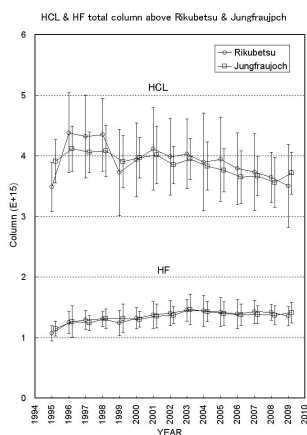 HCL & HF total column above Rikubetsu & Jungfraujpch
6
Rikubetsu
Jungfraujoch
HCL
5
4
Column (E+15)
3
2
HF
1
0
1994 1995 1996 1997 1998 1999 2000 2001 2002 2003 2004 2005 2006 2007 2008 2009 2010
YEAR